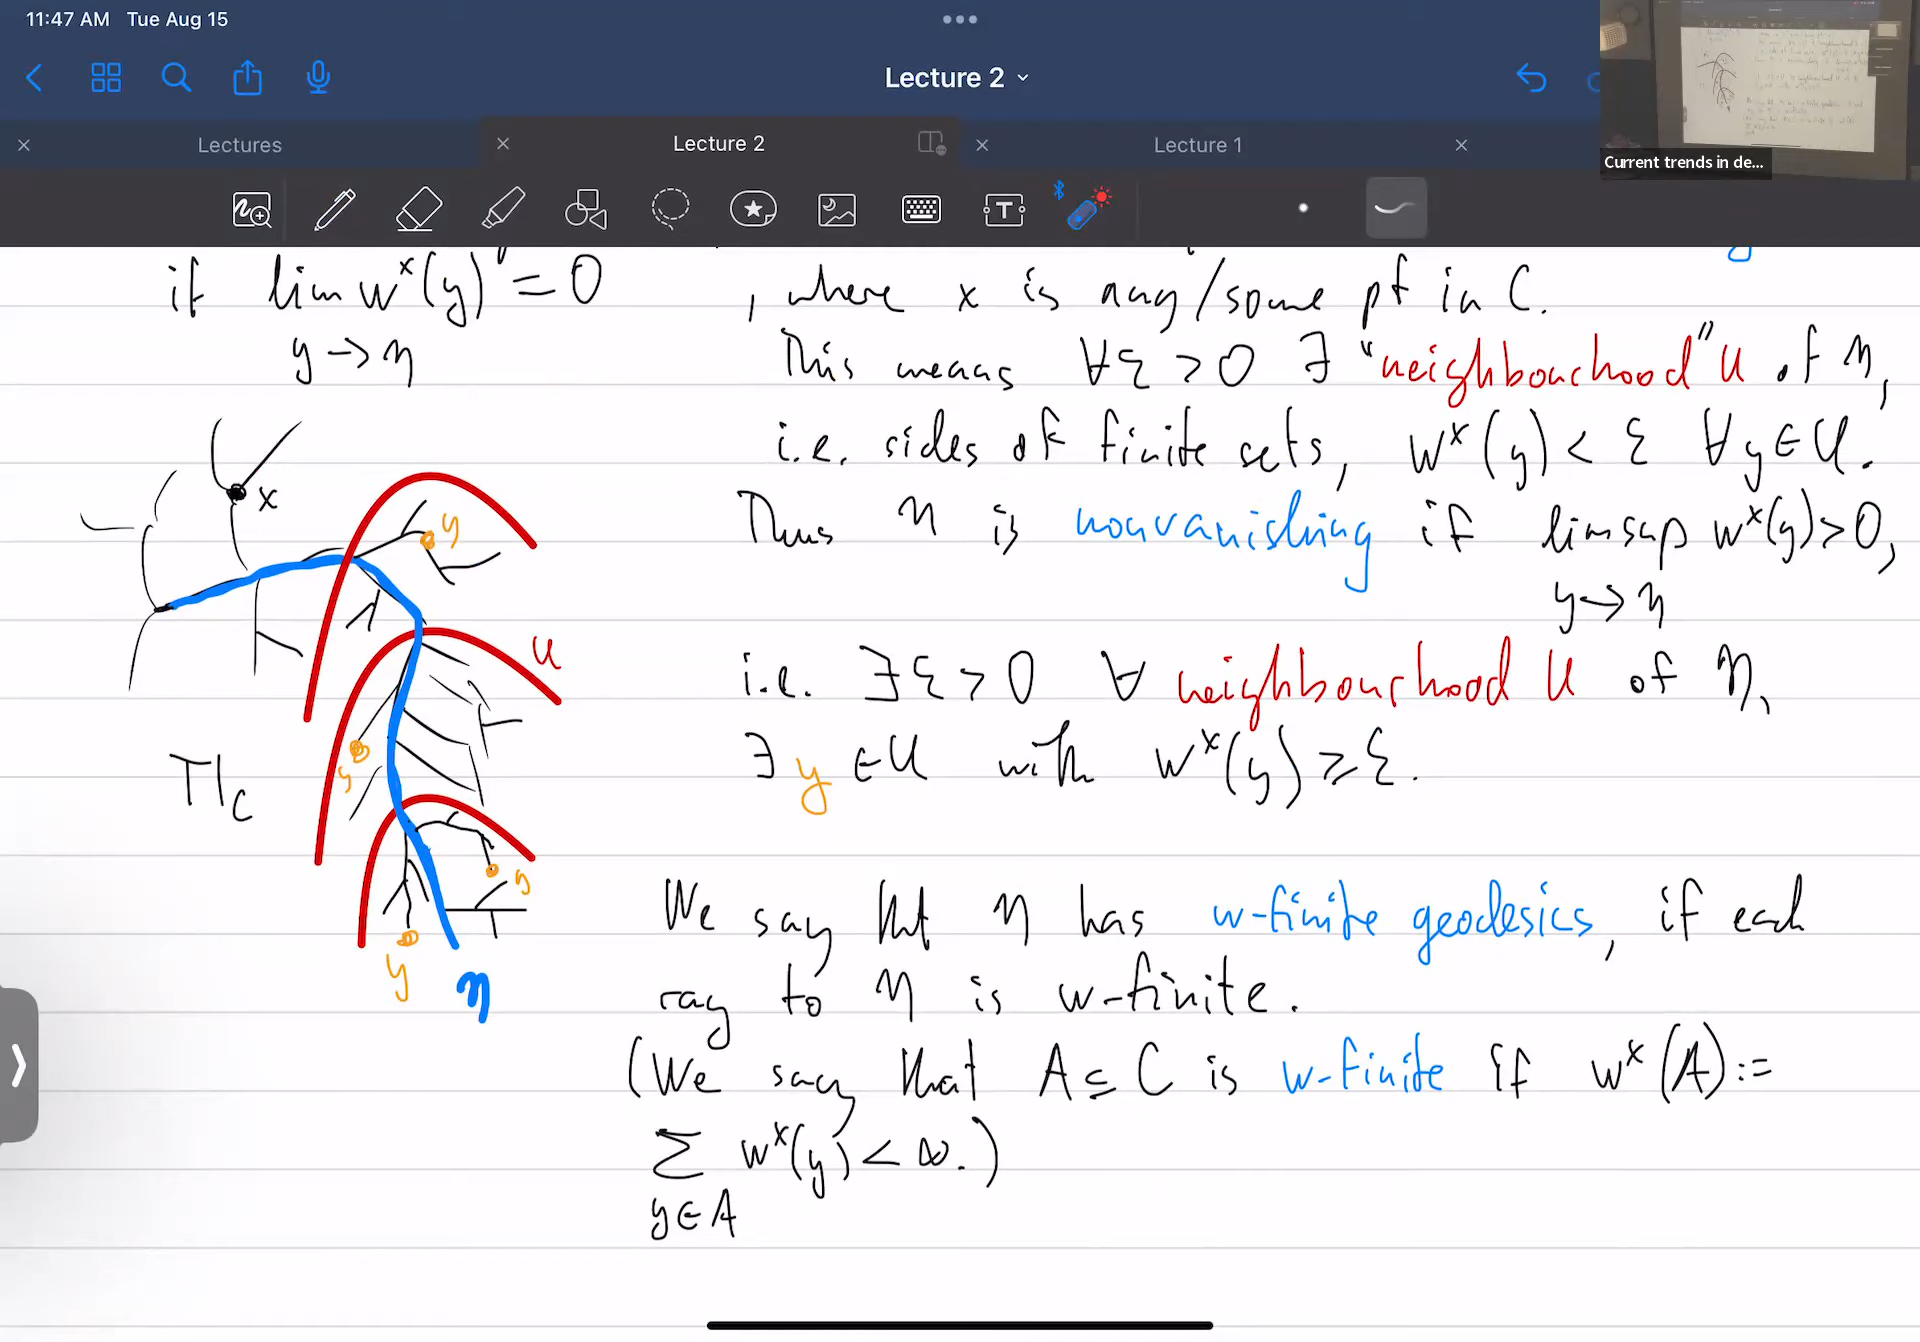 11:47 AM Tue Aug 15
Lecture 2
Lectures
Lecture 2
Lecture 1
Current trends in de...
if lim w^x(y) = 0
y → η
, where x is any/some pt in C.
This means ∀ε > 0 ∃ "neighbourhood" U of η,
i.e. sides of finite sets, w^x(y) < ε ∀y ∈ U.
Thus η is nonvanishing if limsup w^x(y) > 0,
y → η
i.e. ∃ε > 0 ∀ neighbourhood U of η,
∃ y ∈ U with w^x(y) ≥ ε.
x
y
U
y
T|_C
y
y
η
We say tht η has w-finite geodesics, if each
ray to η is w-finite.
(We say that A ⊆ C is w-finite if w^x(A) :=
∑ w^x(y) < ∞.)
y ∈ A